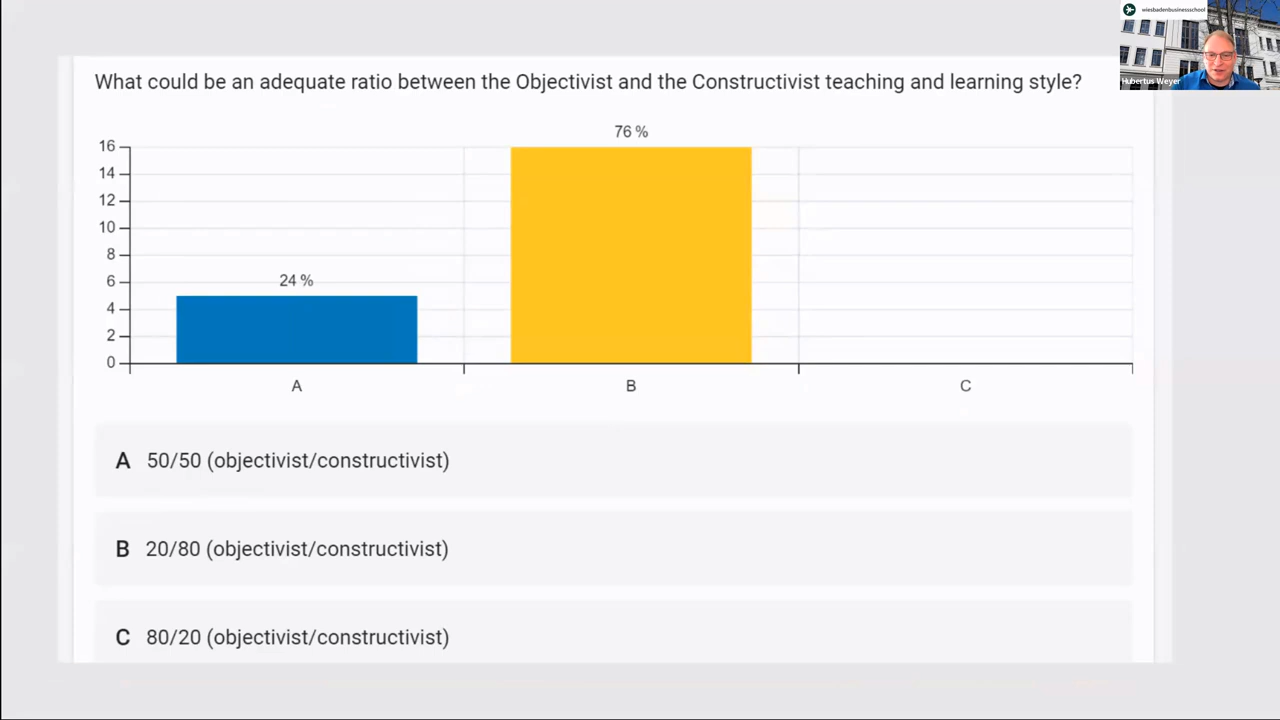 wiesbadenbusinessschool
Hubertus Weyer
What could be an adequate ratio between the Objectivist and the Constructivist teaching and learning style?
76 %
16
14
12
10
8
24 %
6
4
2
0
A
B
C
A 50/50 (objectivist/constructivist)
B 20/80 (objectivist/constructivist)
C 80/20 (objectivist/constructivist)